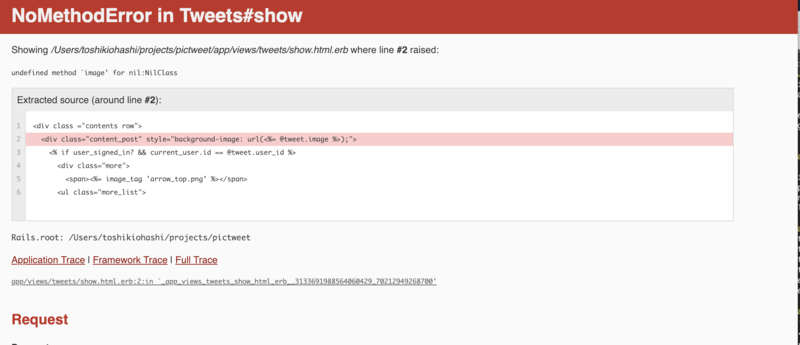 NoMethodError in Tweets#show
Showing /Users/toshikiohashi/projects/pictweet/app/views/tweets/show.html.erb where line #2 raised:
undefined method `image' for nil:NilClass
Extracted source (around line #2):
1 <div class ="contents row">
2 <div class="content_post" style="background-image: url(<%= @tweet.image %>);">
3 <% if user_signed_in? && current_user.id == @tweet.user_id %>
4 <div class="more">
5 <span><%= image_tag 'arrow_top.png' %></span>
6 <ul class="more_list">
Rails.root: /Users/toshikiohashi/projects/pictweet
Application Trace | Framework Trace | Full Trace
app/views/tweets/show.html.erb:2:in `_app_views_tweets_show_html_erb__3133691988564060429_70212949268700'
Request